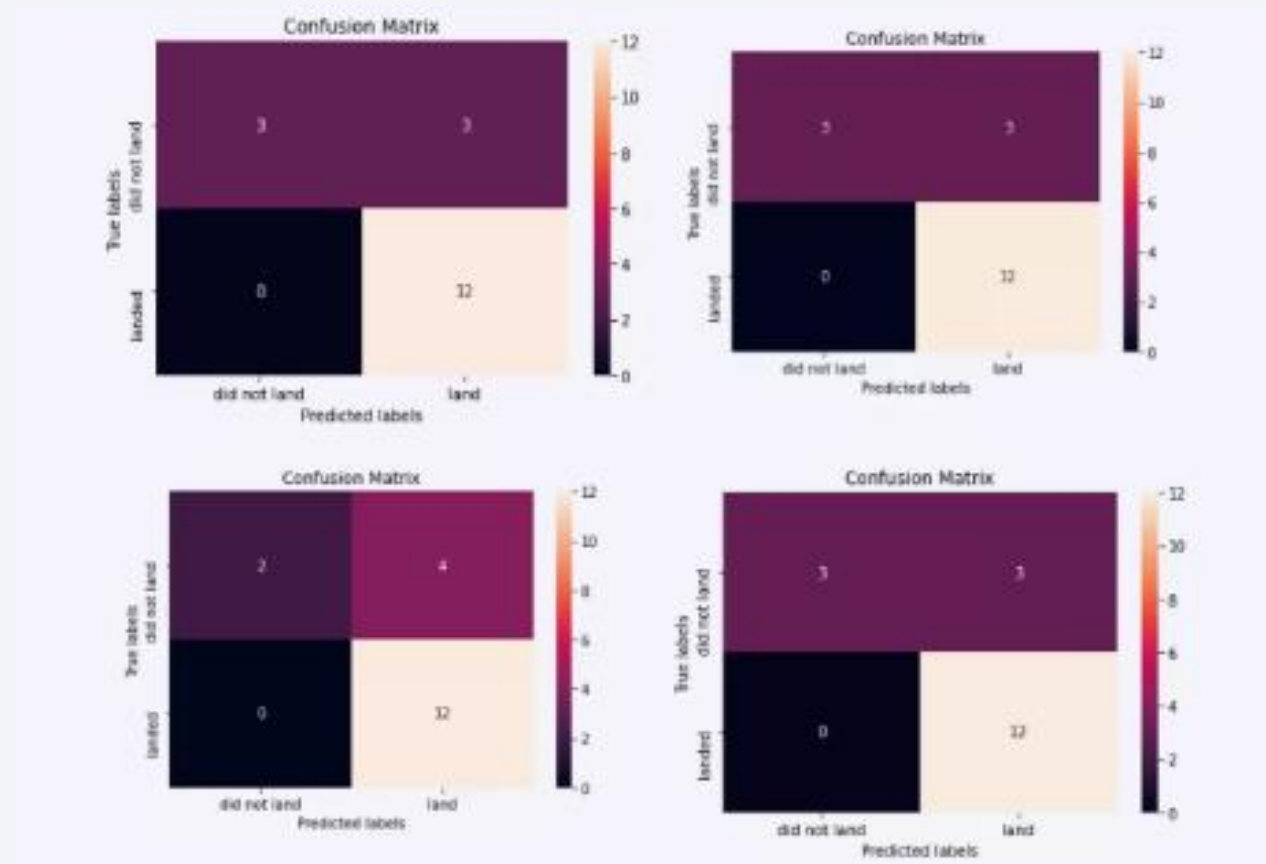 Confusion Matrix
12
10
8
6
4
2
0
True labels
did not land
landed
3 3
0 12
did not land land
Predicted labels
Confusion Matrix
12
10
8
6
4
2
0
True labels
did not land
landed
3 3
0 12
did not land land
Predicted labels
Confusion Matrix
12
10
8
6
4
2
0
True labels
did not land
landed
2 4
0 12
did not land land
Predicted labels
Confusion Matrix
12
10
8
6
4
2
0
True labels
did not land
landed
3 3
0 12
did not land land
Predicted labels